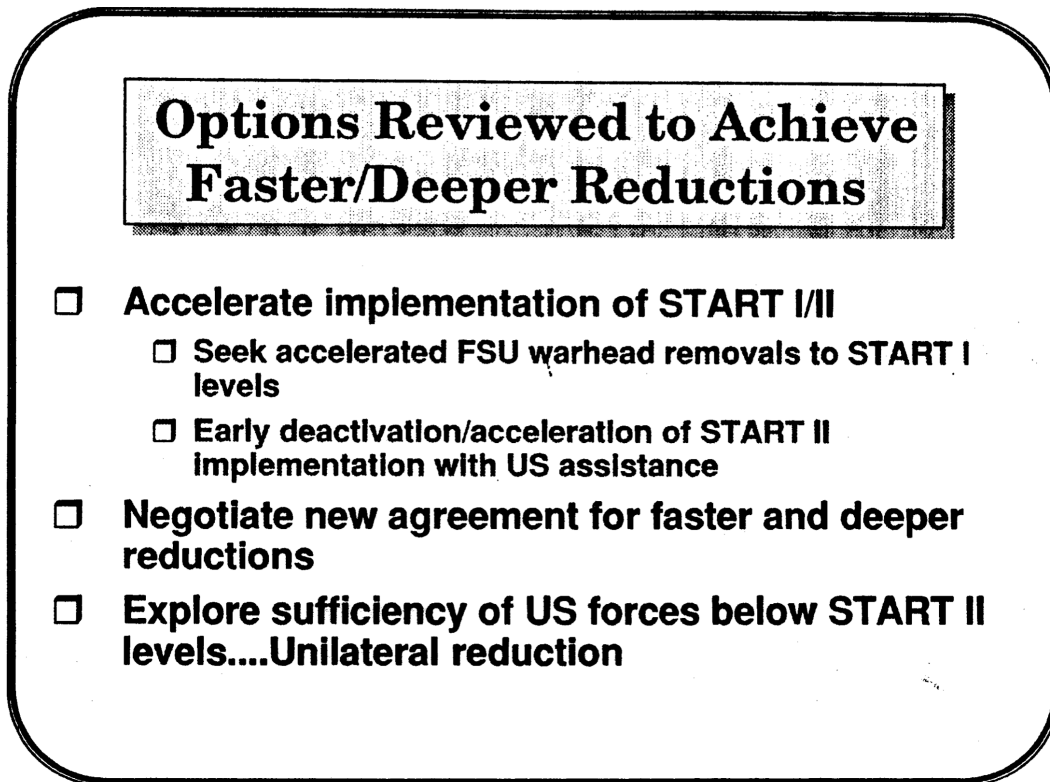 Options Reviewed to Achieve
Faster/Deeper Reductions
❒ Accelerate implementation of START I/II
❒ Seek accelerated FSU warhead removals to START I
levels
❒ Early deactivation/acceleration of START II
implementation with US assistance
❒ Negotiate new agreement for faster and deeper
reductions
❒ Explore sufficiency of US forces below START II
levels....Unilateral reduction